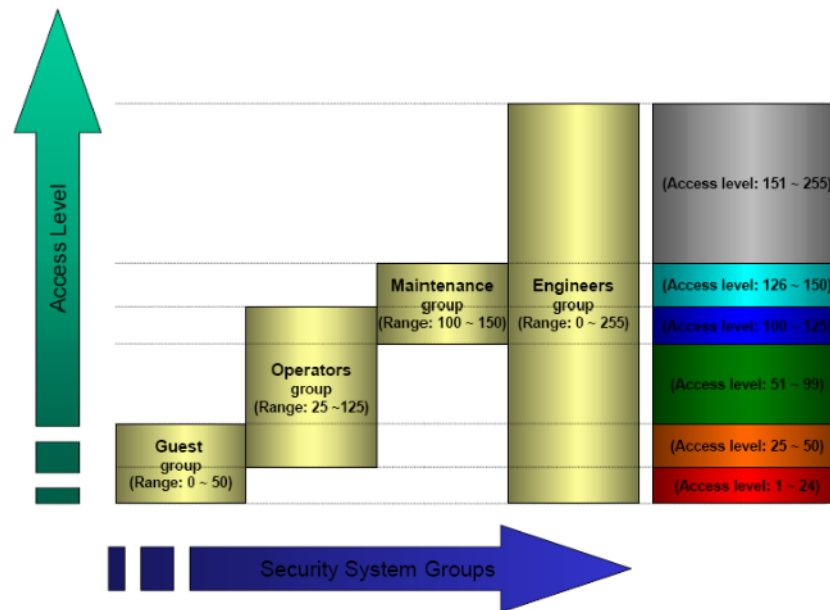 Access Level
Guest
group
(Range: 0 ~ 50)
Operators
group
(Range: 25 ~125)
Maintenance
group
(Range: 100 ~ 150)
Engineers
group
(Range: 0 ~ 255)
(Access level: 151 ~ 255)
(Access level: 126 ~ 150)
(Access level: 100 ~ 125)
(Access level: 51 ~ 99)
(Access level: 25 ~ 50)
(Access level: 1 ~ 24)
Security System Groups